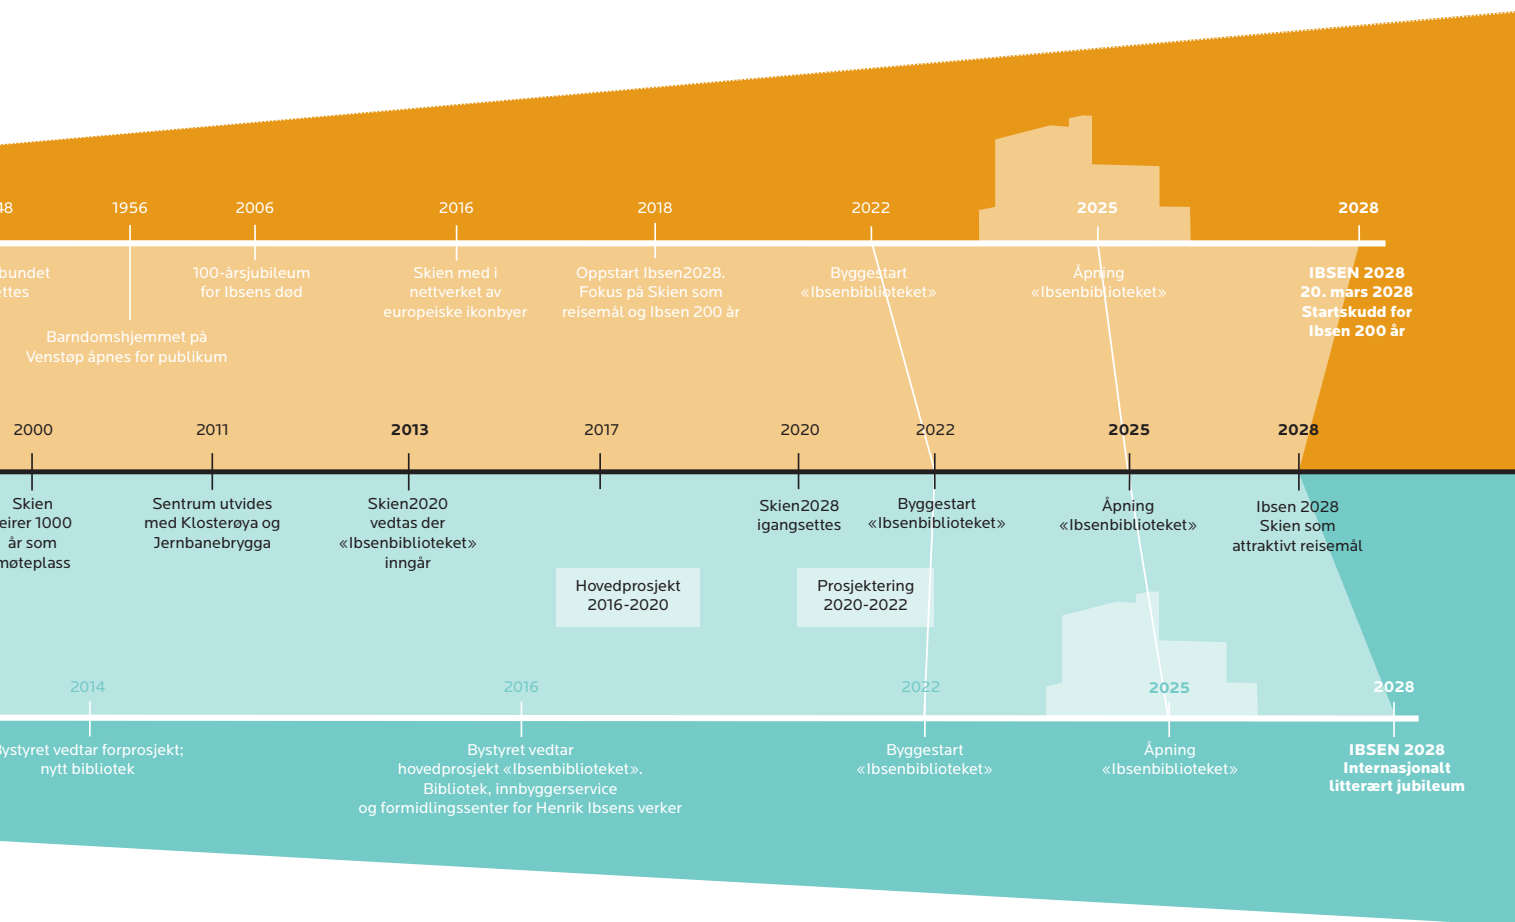 48
1956
2006
2016
2018
2022
2025
2028
100-årsjubileum
for Ibsens død
Skien med i
nettverket av
europeiske ikonbyer
Oppstart Ibsen2028.
Fokus på Skien som
reisemål og Ibsen 200 år
Byggestart
«Ibsenbiblioteket»
Åpning
«Ibsenbiblioteket»
IBSEN 2028
20. mars 2028
Startskudd for
Ibsen 200 år
Barndomshjemmet på
Venstøp åpnes for publikum
2000
2011
2013
2017
2020
2022
2025
2028
Skien
eirer 1000
år som
møteplass
Sentrum utvides
med Klosterøya og
Jernbanebrygga
Skien2020
vedtas der
«Ibsenbiblioteket»
inngår
Hovedprosjekt
2016-2020
Skien2028
igangsettes
Prosjektering
2020-2022
Byggestart
«Ibsenbiblioteket»
Åpning
«Ibsenbiblioteket»
Ibsen 2028
Skien som
attraktivt reisemål
2014
2016
2022
2025
2028
Bystyret vedtar forprosjekt;
nytt bibliotek
Bystyret vedtar
hovedprosjekt «Ibsenbiblioteket».
Bibliotek, innbyggerservice
og formidlingssenter for Henrik Ibsens verker
Byggestart
«Ibsenbiblioteket»
Åpning
«Ibsenbiblioteket»
IBSEN 2028
Internasjonalt
litterært jubileum